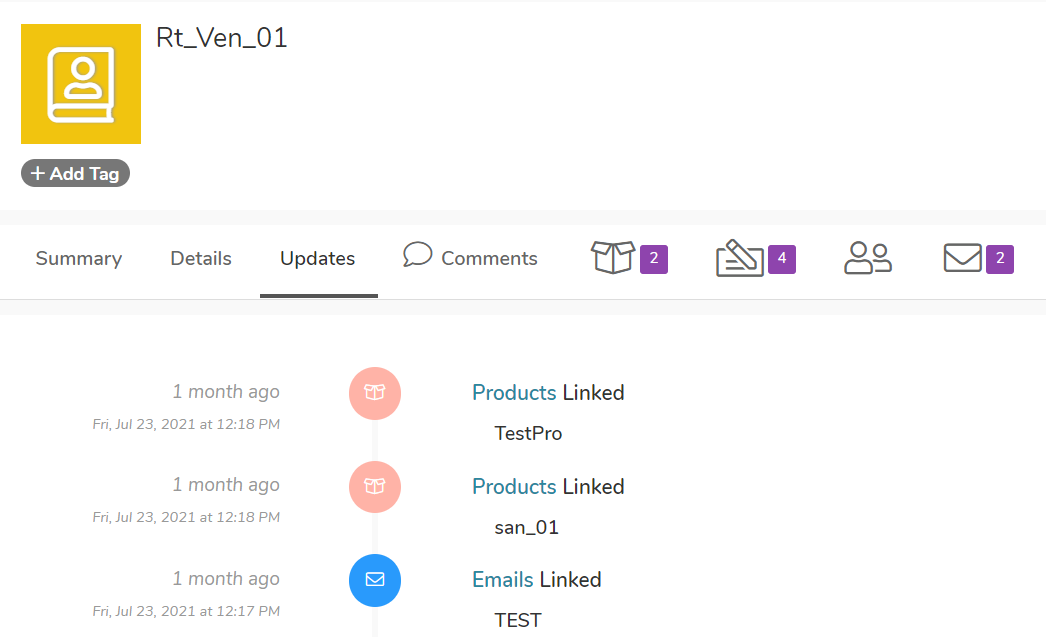 Rt_Ven_01
+ Add Tag
Summary Details Updates Comments 2 4 2
1 month ago Products Linked
Fri, Jul 23, 2021 at 12:18 PM TestPro
1 month ago Products Linked
Fri, Jul 23, 2021 at 12:18 PM san_01
1 month ago Emails Linked
Fri, Jul 23, 2021 at 12:17 PM TEST